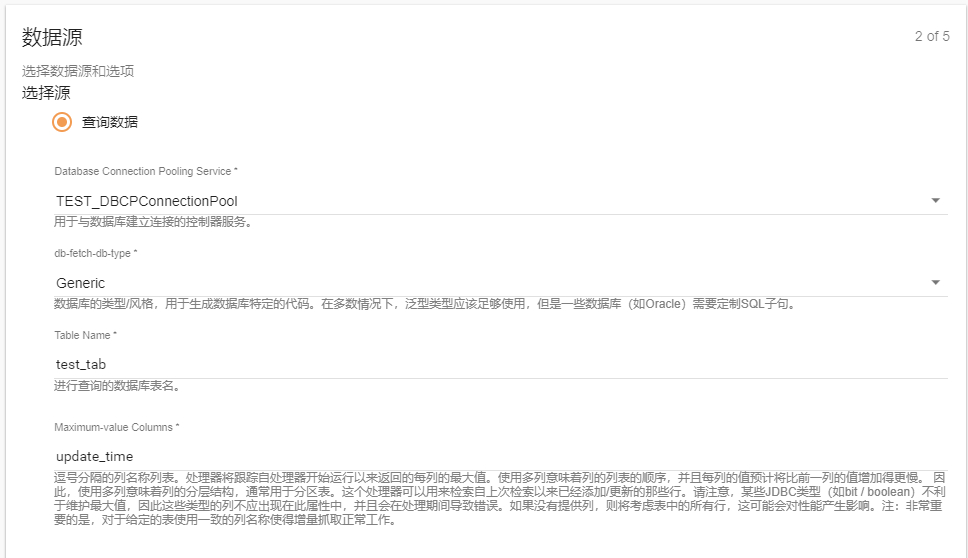 数据源
2 of 5
选择数据源和选项
选择源
查询数据
Database Connection Pooling Service *
TEST_DBCPConnectionPool
用于与数据库建立连接的控制器服务。
db-fetch-db-type *
Generic
数据库的类型/风格，用于生成数据库特定的代码。在多数情况下，泛型类型应该足够使用，但是一些数据库（如Oracle）需要定制SQL子句。
Table Name *
test_tab
进行查询的数据库表名。
Maximum-value Columns *
update_time
逗号分隔的列名称列表。处理器将跟踪自处理器开始运行以来返回的每列的最大值。使用多列意味着列的列表的顺序，并且每列的值预计将比前一列的值增加得更慢。 因
此，使用多列意味着列的分层结构，通常用于分区表。这个处理器可以用来检索自上次检索以来已经添加/更新的那些行。请注意，某些JDBC类型（如bit / boolean）不利
于维护最大值，因此这些类型的列不应出现在此属性中，并且会在处理期间导致错误。如果没有提供列，则将考虑表中的所有行，这可能会对性能产生影响。注：非常重
要的是，对于给定的表使用一致的列名称使得增量抓取正常工作。